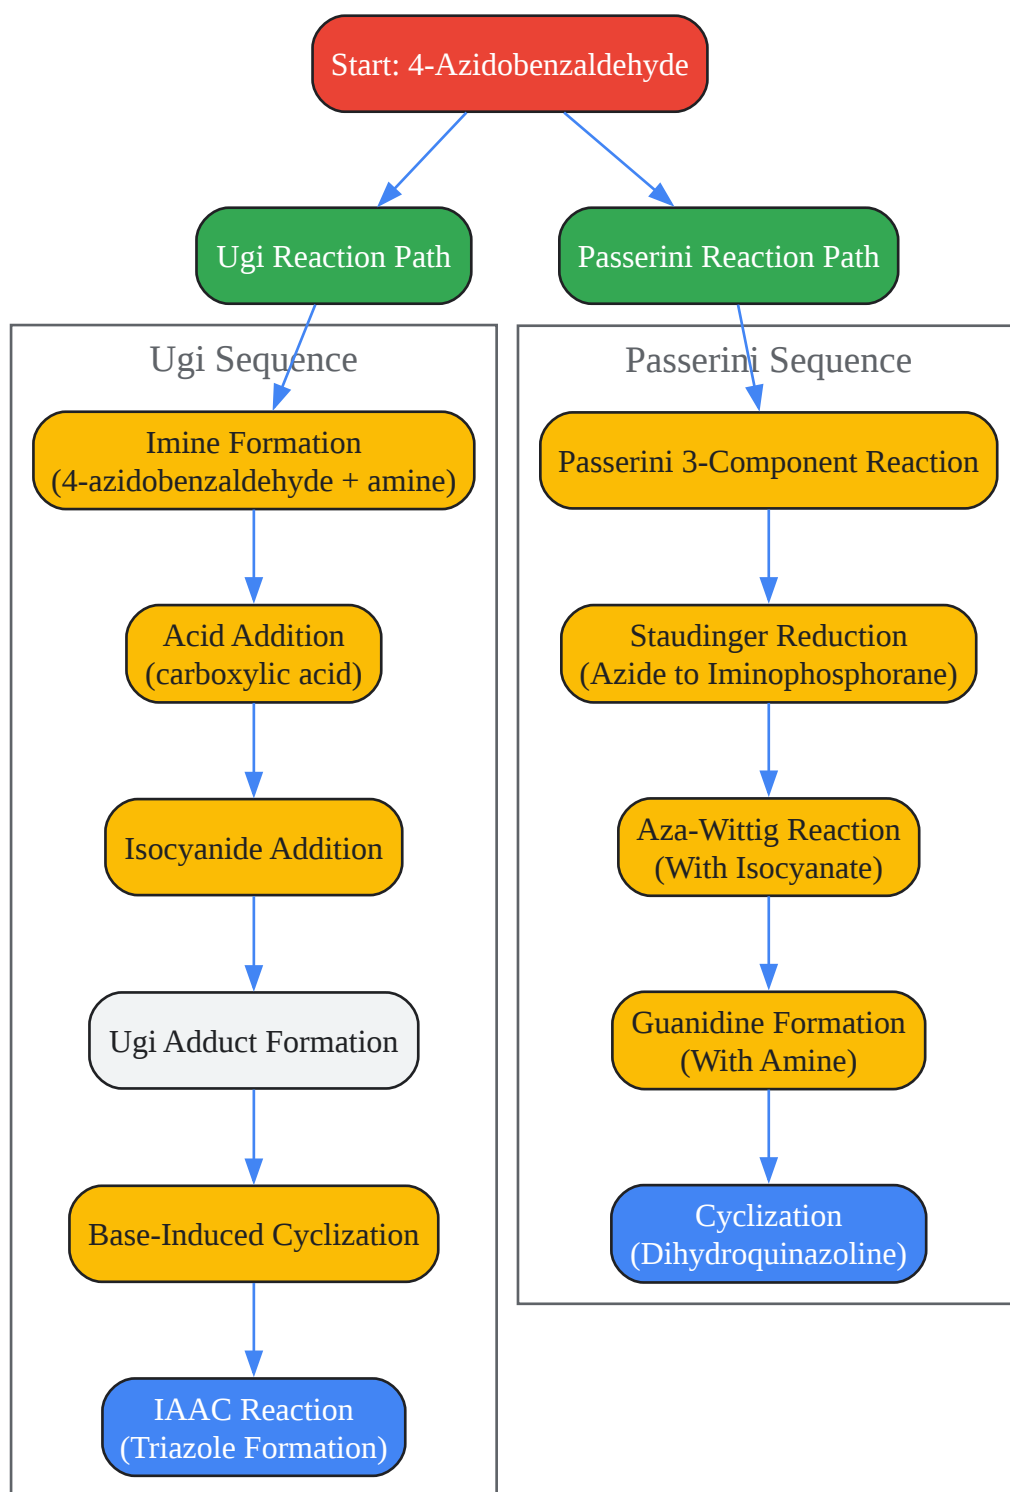 Start: 4-Azidobenzaldehyde
Ugi Reaction Path
Passerini Reaction Path
Ugi Sequence
Imine Formation
(4-azidobenzaldehyde + amine)
Acid Addition
(carboxylic acid)
Isocyanide Addition
Ugi Adduct Formation
Base-Induced Cyclization
IAAC Reaction
(Triazole Formation)
Passerini Sequence
Passerini 3-Component Reaction
Staudinger Reduction
(Azide to Iminophosphorane)
Aza-Wittig Reaction
(With Isocyanate)
Guanidine Formation
(With Amine)
Cyclization
(Dihydroquinazoline)